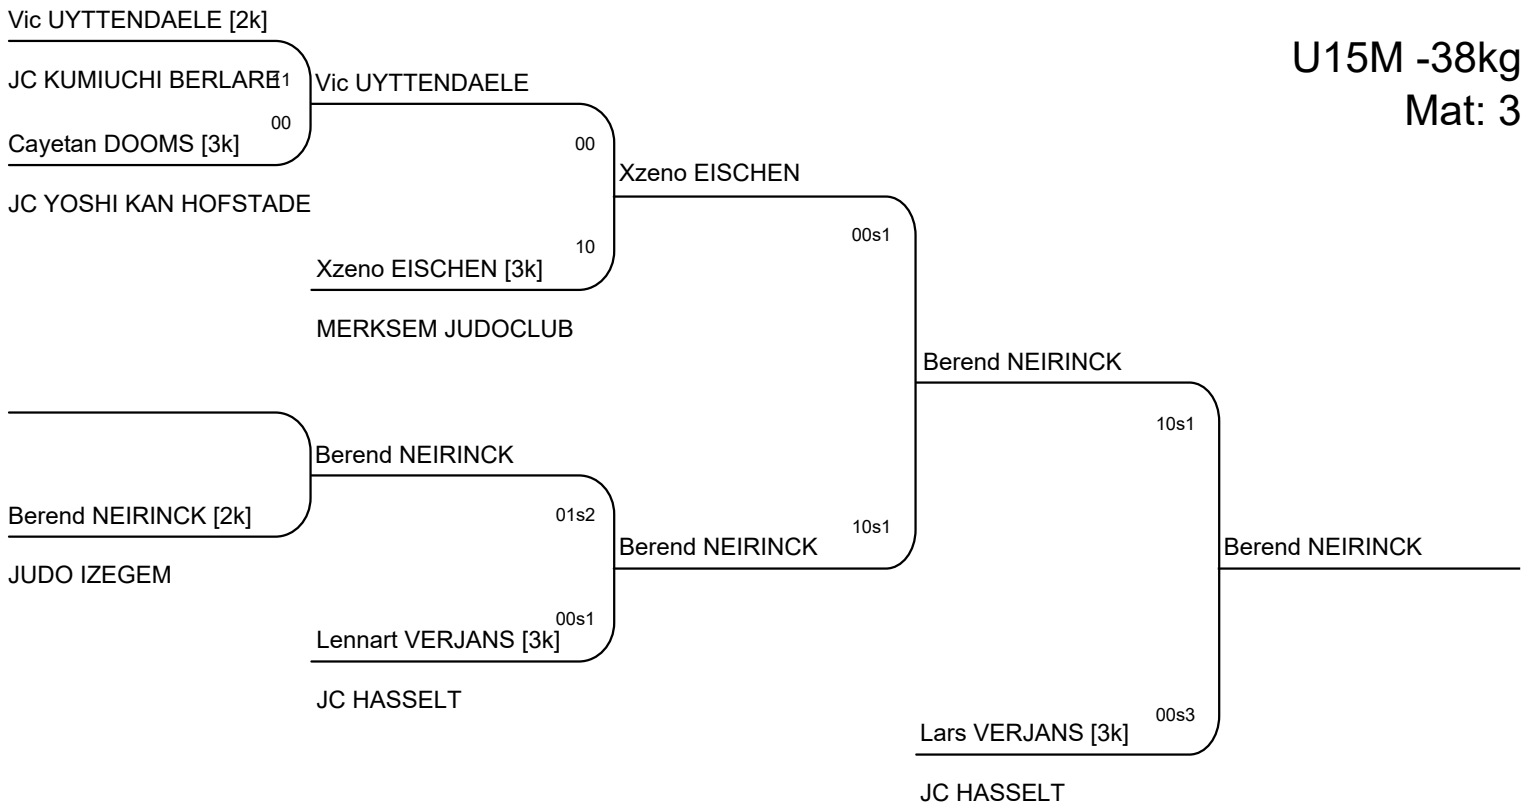 Vic UYTTENDAELE [2k]
JC KUMIUCHI BERLARE
Cayetan DOOMS [3k]
00
JC YOSHI KAN HOFSTADE
Vic UYTTENDAELE
00
Xzeno EISCHEN [3k]
10
MERKSEM JUDOCLUB
Xzeno EISCHEN
00s1
Berend NEIRINCK [2k]
JUDO IZEGEM
Berend NEIRINCK
01s2
Lennart VERJANS [3k]
00s1
JC HASSELT
Berend NEIRINCK
10s1
Berend NEIRINCK
10s1
Lars VERJANS [3k]
00s3
JC HASSELT
Berend NEIRINCK
U15M -38kg
Mat: 3